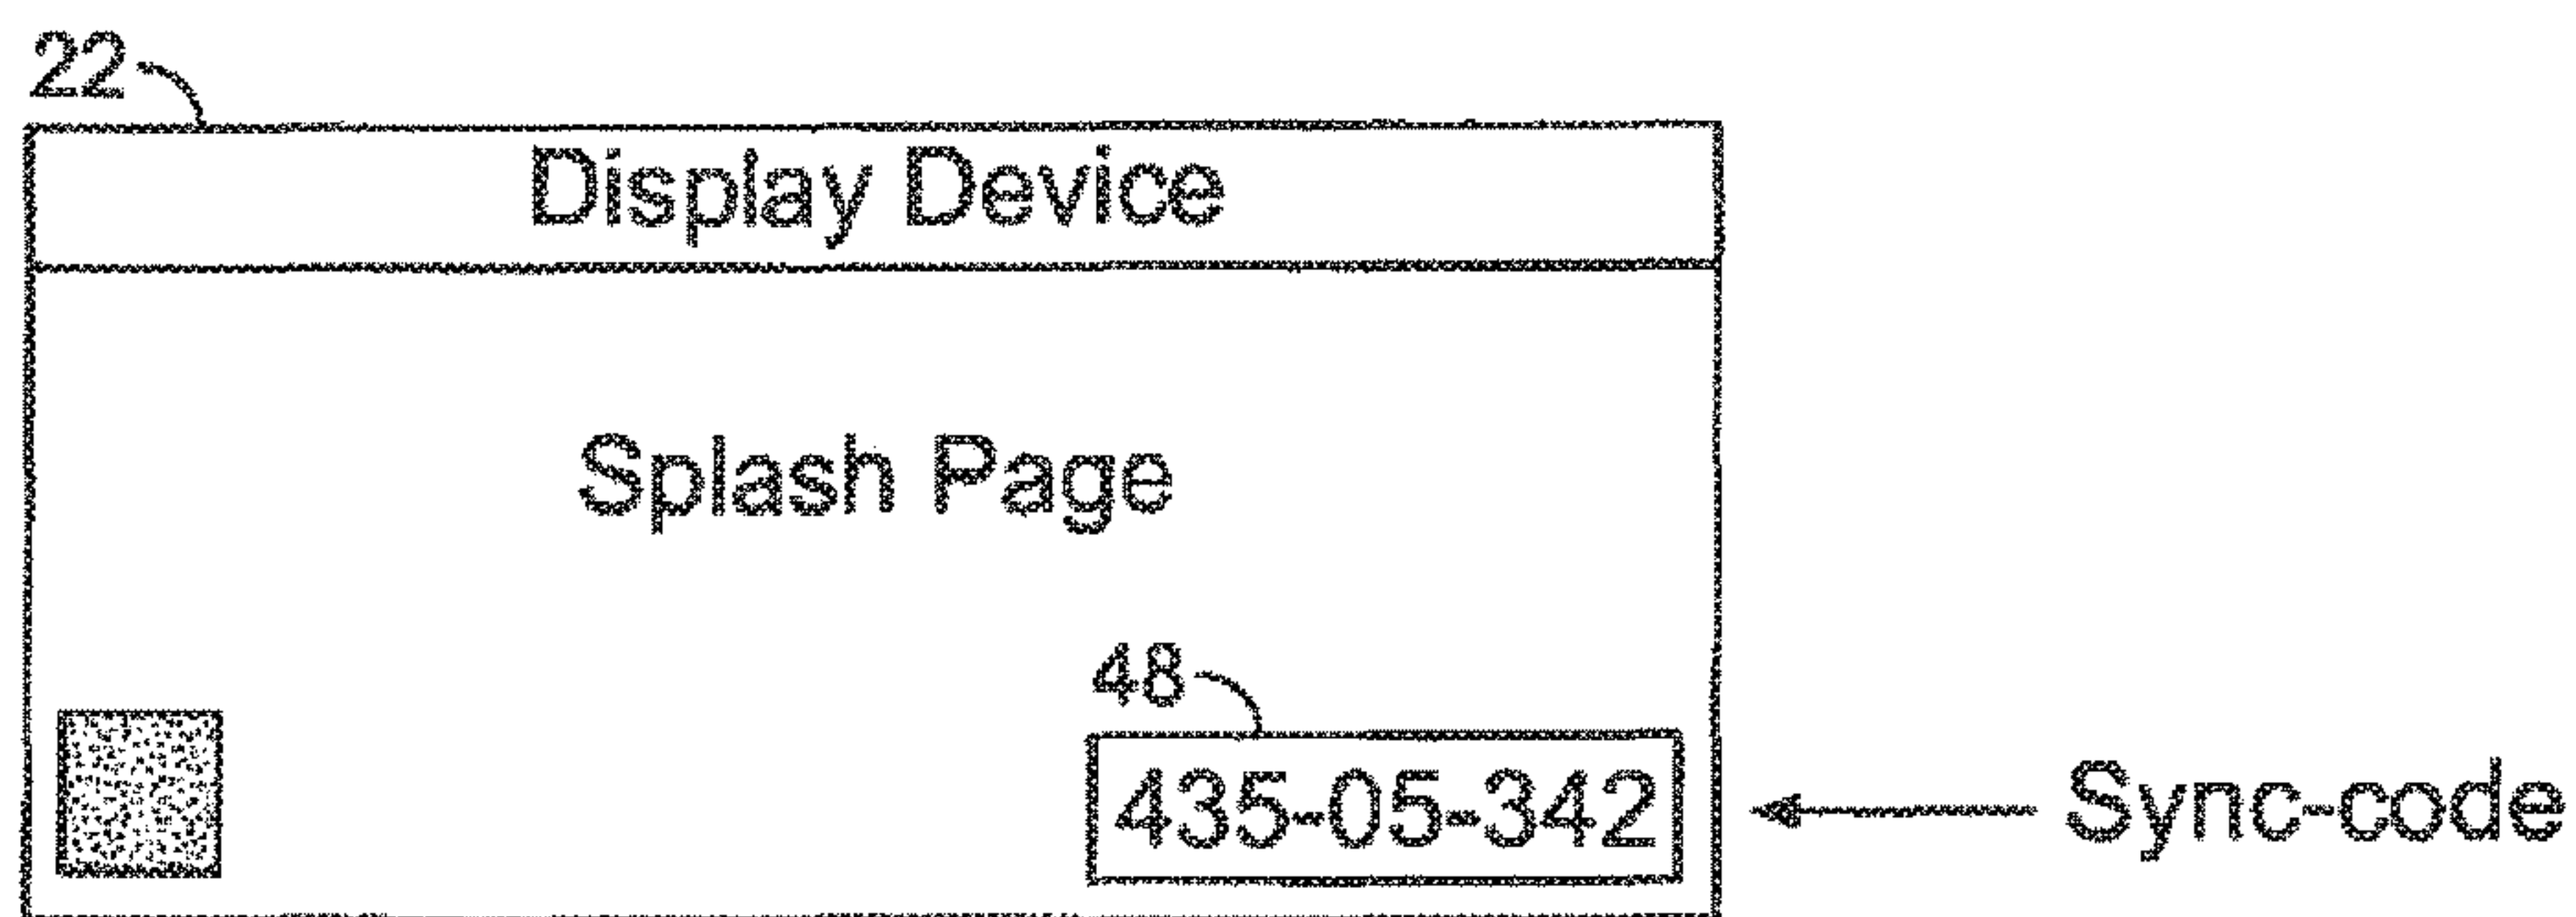 22
Display Device
Splash Page
48
435-05-342
Sync-code